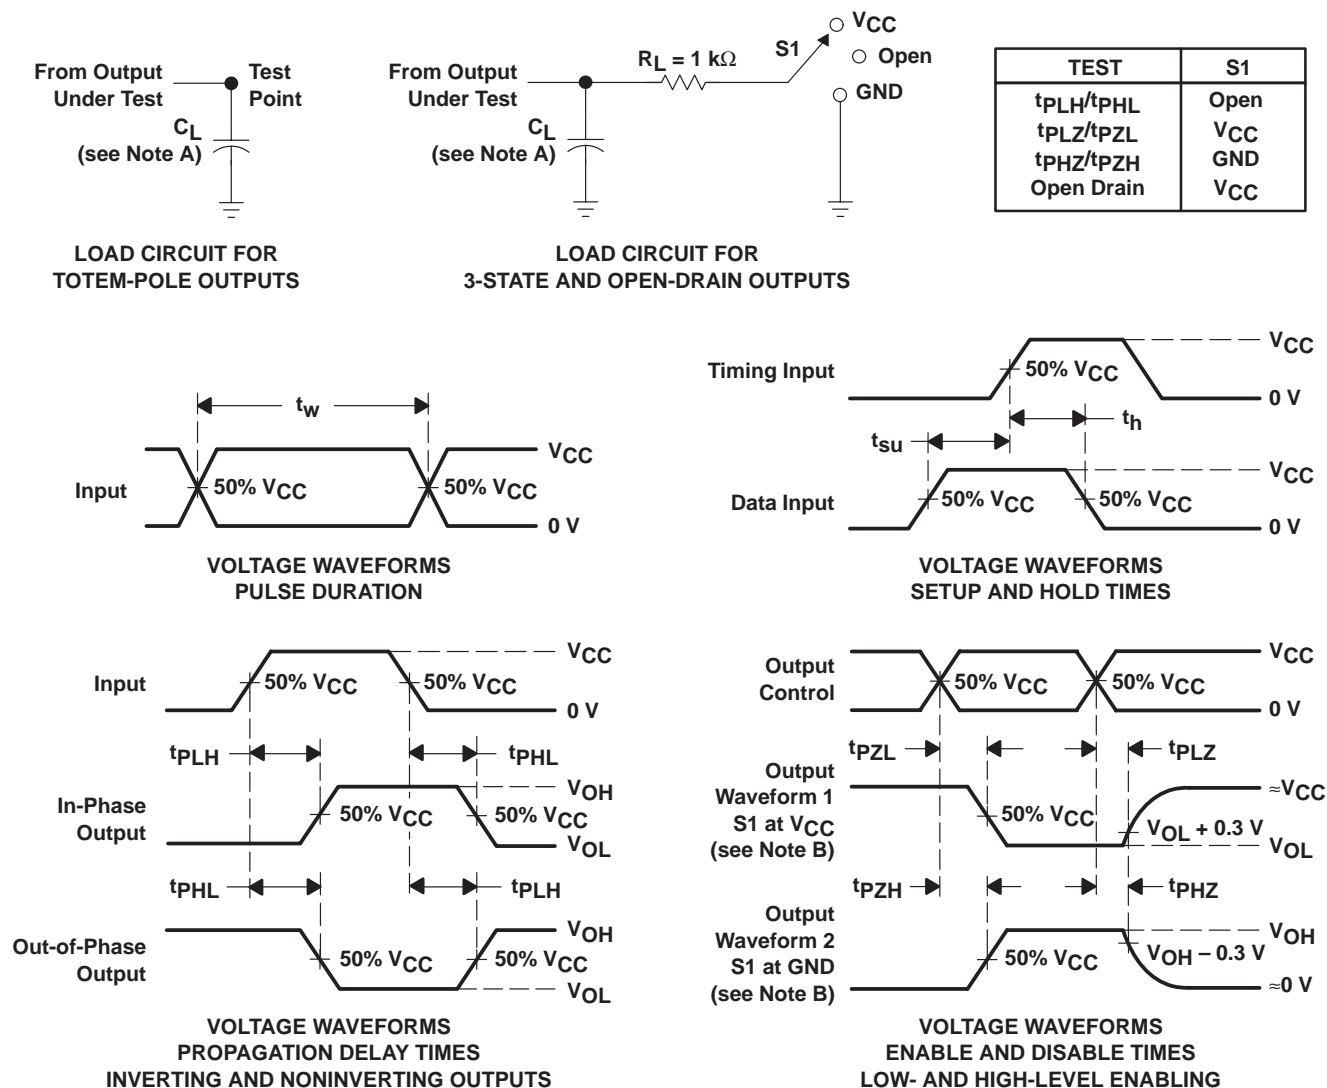 From Output
Under Test
Test
Point
CL
(see Note A)
LOAD CIRCUIT FOR
TOTEM-POLE OUTPUTS
From Output
Under Test
RL = 1 kΩ
S1
VCC
Open
GND
CL
(see Note A)
LOAD CIRCUIT FOR
3-STATE AND OPEN-DRAIN OUTPUTS
TEST S1
tPLH/tPHL Open
tPLZ/tPZL VCC
tPHZ/tPZH GND
Open Drain VCC
tw
Input
50% VCC
50% VCC
VCC
0 V
VOLTAGE WAVEFORMS
PULSE DURATION
Timing Input
50% VCC
VCC
0 V
tsu
th
Data Input
50% VCC
50% VCC
VCC
0 V
VOLTAGE WAVEFORMS
SETUP AND HOLD TIMES
Input
50% VCC
50% VCC
VCC
0 V
tPLH
tPHL
In-Phase
Output
50% VCC
50% VCC
VOH
VOL
tPHL
tPLH
Out-of-Phase
Output
50% VCC
50% VCC
VOH
VOL
VOLTAGE WAVEFORMS
PROPAGATION DELAY TIMES
INVERTING AND NONINVERTING OUTPUTS
Output
Control
50% VCC
50% VCC
VCC
0 V
tPZL
tPLZ
Output
Waveform 1
S1 at VCC
(see Note B)
50% VCC
VOL + 0.3 V
≈VCC
VOL
tPZH
tPHZ
Output
Waveform 2
S1 at GND
(see Note B)
50% VCC
VOH – 0.3 V
VOH
≈0 V
VOLTAGE WAVEFORMS
ENABLE AND DISABLE TIMES
LOW- AND HIGH-LEVEL ENABLING